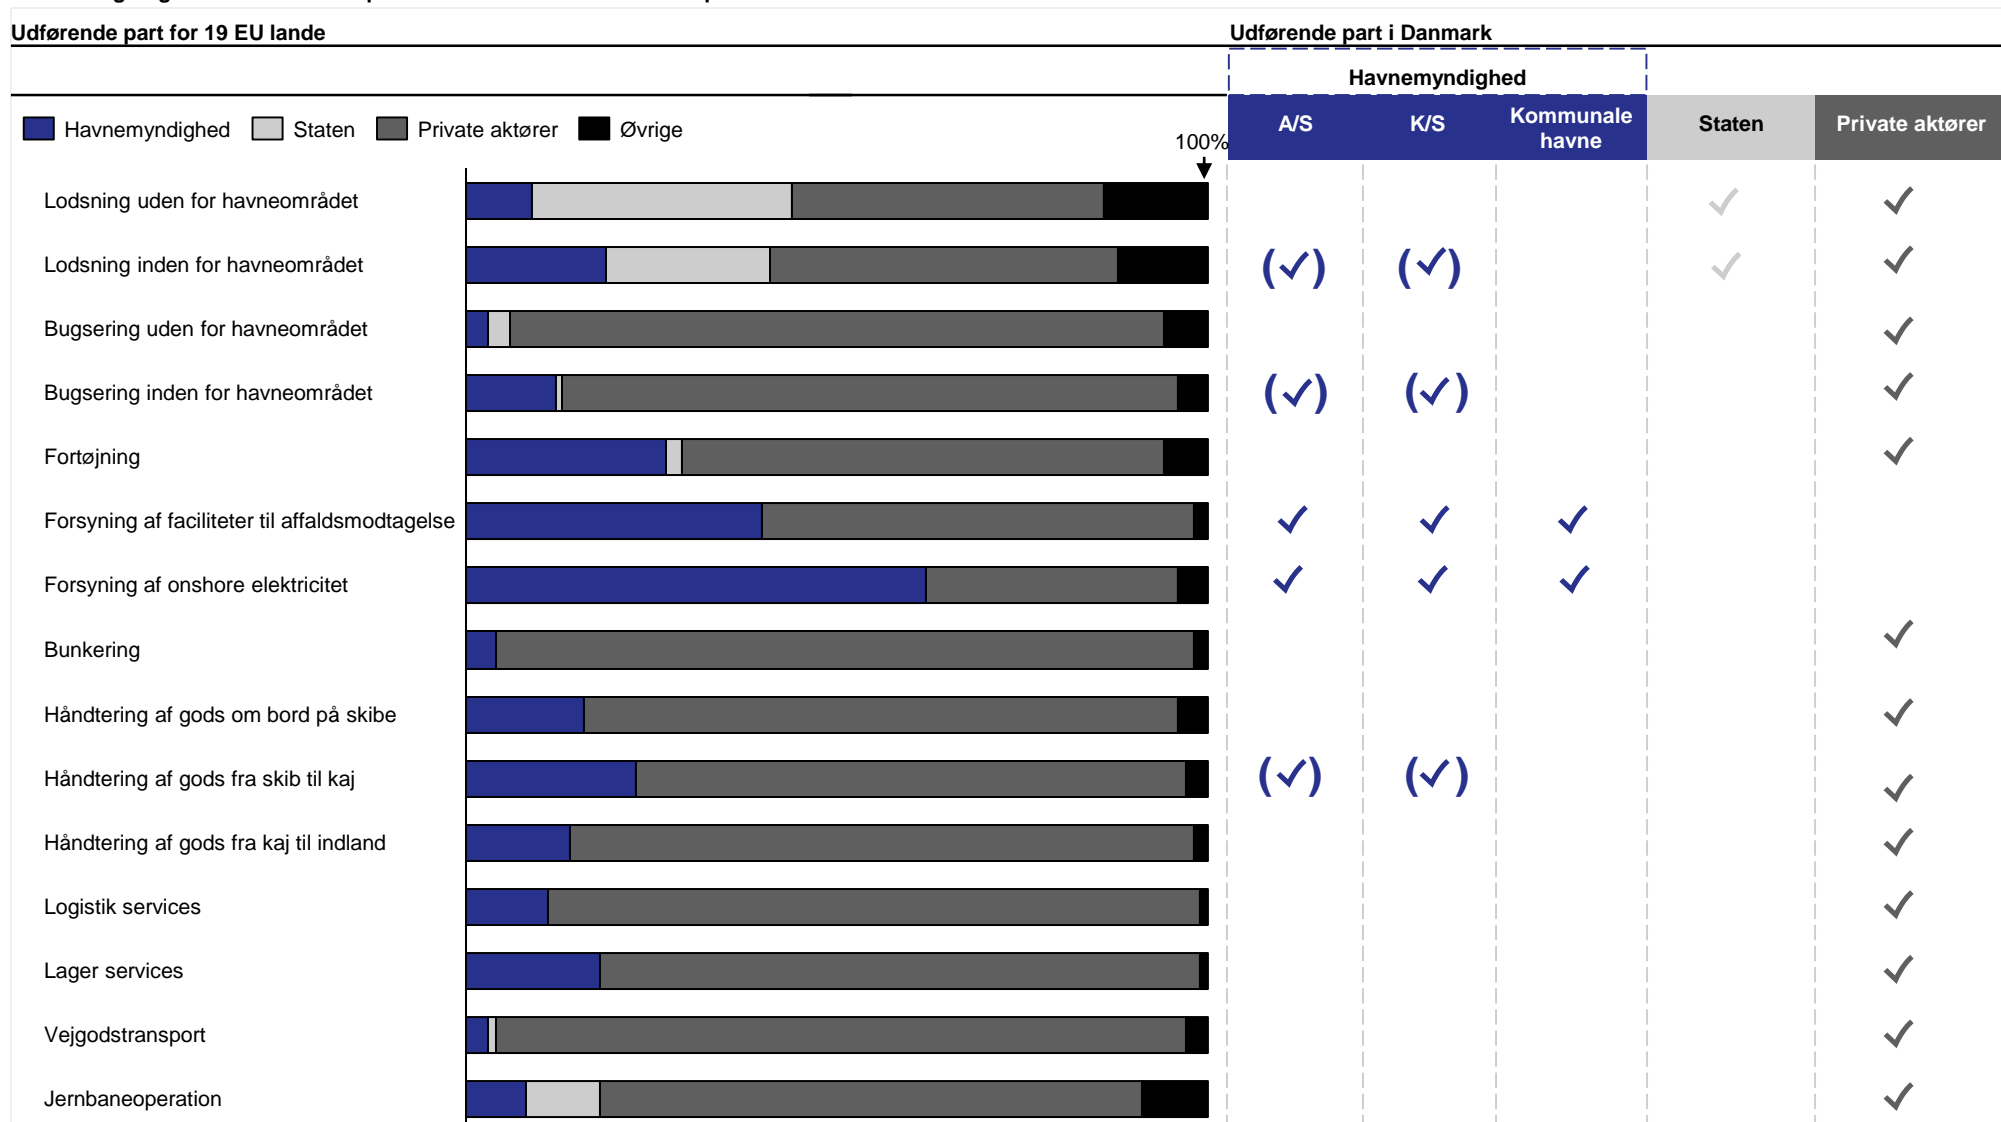 Udførende part for 19 EU lande
Udførende part i Danmark
Havnemyndighed
Havnemyndighed Staten Private aktører Øvrige
100%
A/S K/S Kommunale havne Staten Private aktører
Lodsning uden for havneområdet
Lodsning inden for havneområdet
(✓) (✓)
Bugsering uden for havneområdet
Bugsering inden for havneområdet
(✓) (✓)
Fortøjning
Forsyning af faciliteter til affaldsmodtagelse
Forsyning af onshore elektricitet
Bunkering
Håndtering af gods om bord på skibe
Håndtering af gods fra skib til kaj
(✓) (✓)
Håndtering af gods fra kaj til indland
Logistik services
Lager services
Vejgodstransport
Jernbaneoperation